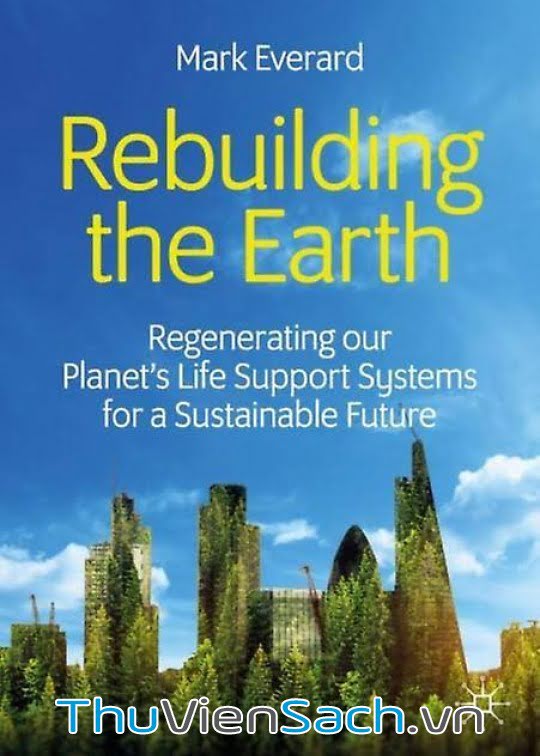 Mark Everard
Rebuilding
the Earth
Regenerating our
Planet's Life Support Systems
for a Sustainable Future
ThuVienSach.vn